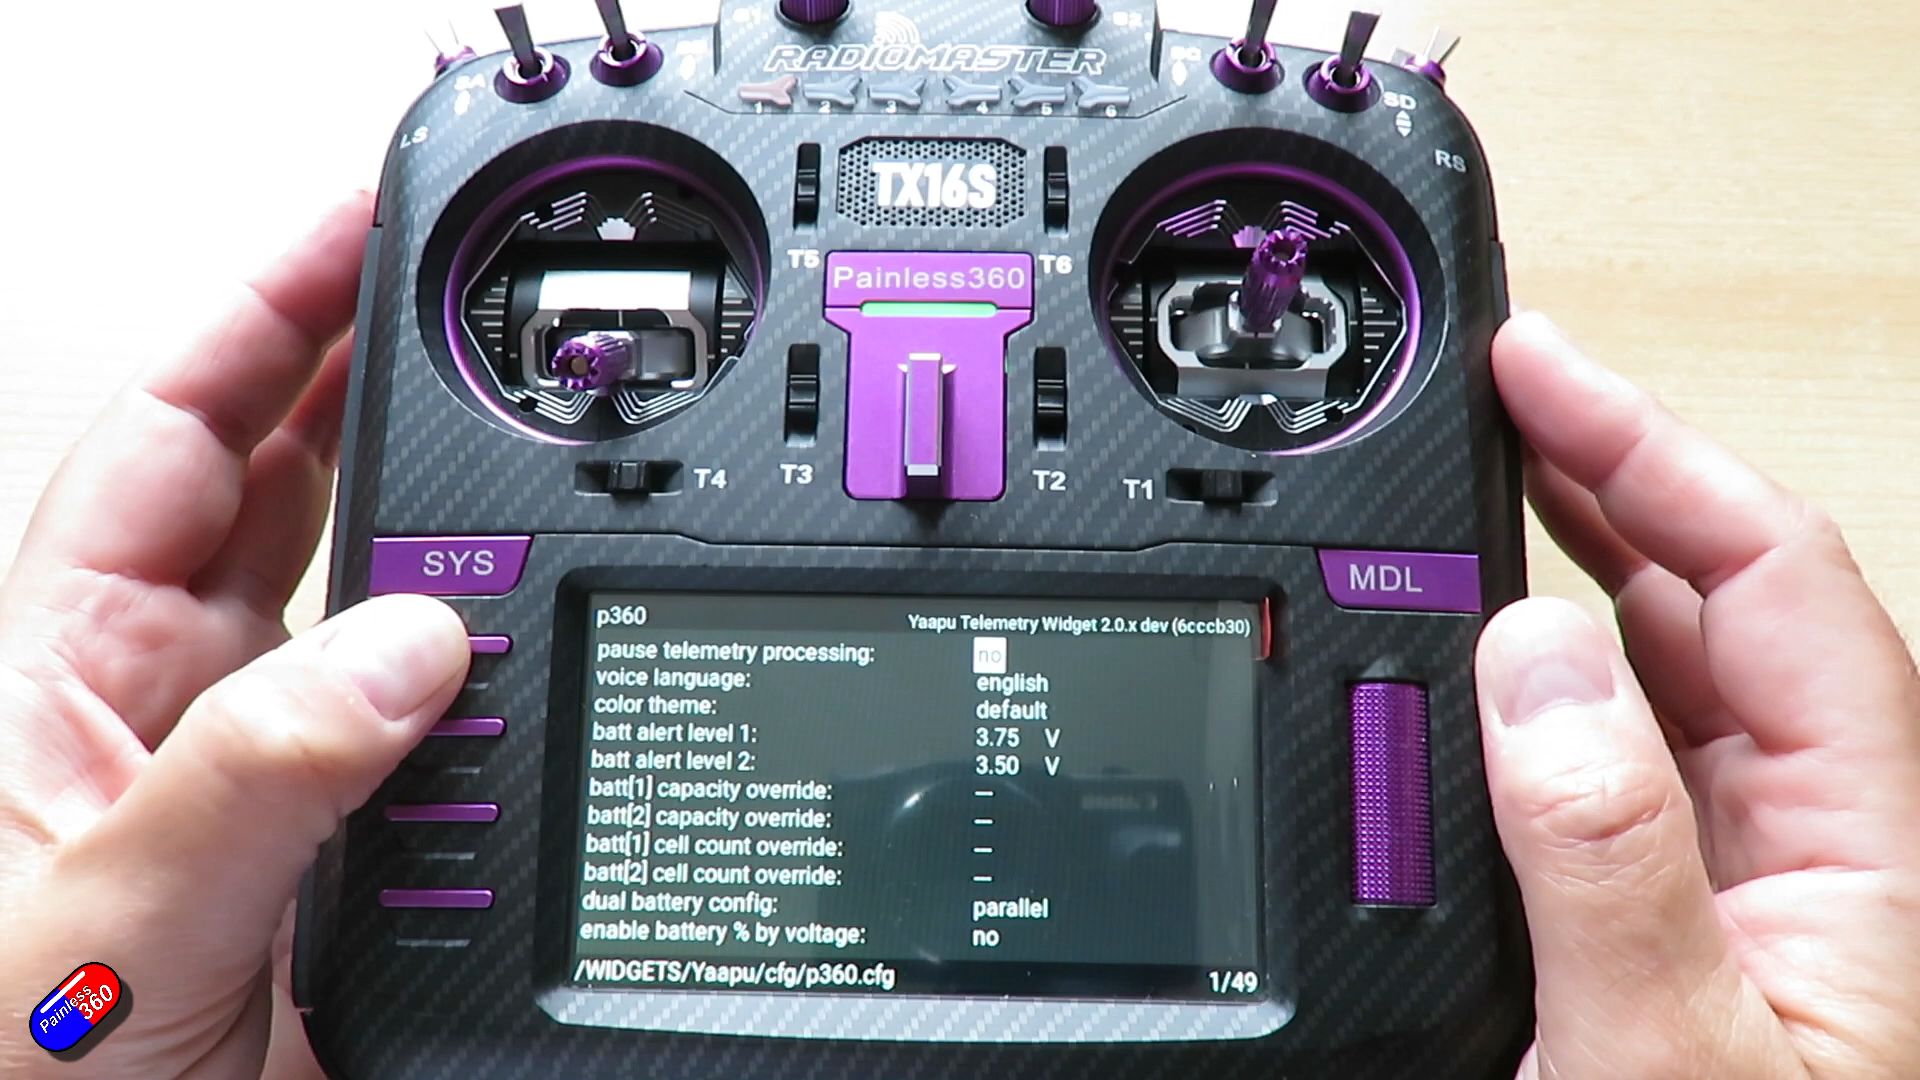 RADIOMASTER
SA
SD
LS
RS
1 2 3 4 5 6
TX16S
T5
T6
Painless360
T4
T3
T2
T1
SYS
MDL
p360
Yaapu Telemetry Widget 2.0.x dev (6cccb30)
pause telemetry processing: no
voice language: english
color theme: default
batt alert level 1: 3.75 V
batt alert level 2: 3.50 V
batt[1] capacity override: ---
batt[2] capacity override: ---
batt[1] cell count override: ---
batt[2] cell count override: ---
dual battery config: parallel
enable battery % by voltage: no
/WIDGETS/Yaapu/cfg/p360.cfg 1/49
Painless
360